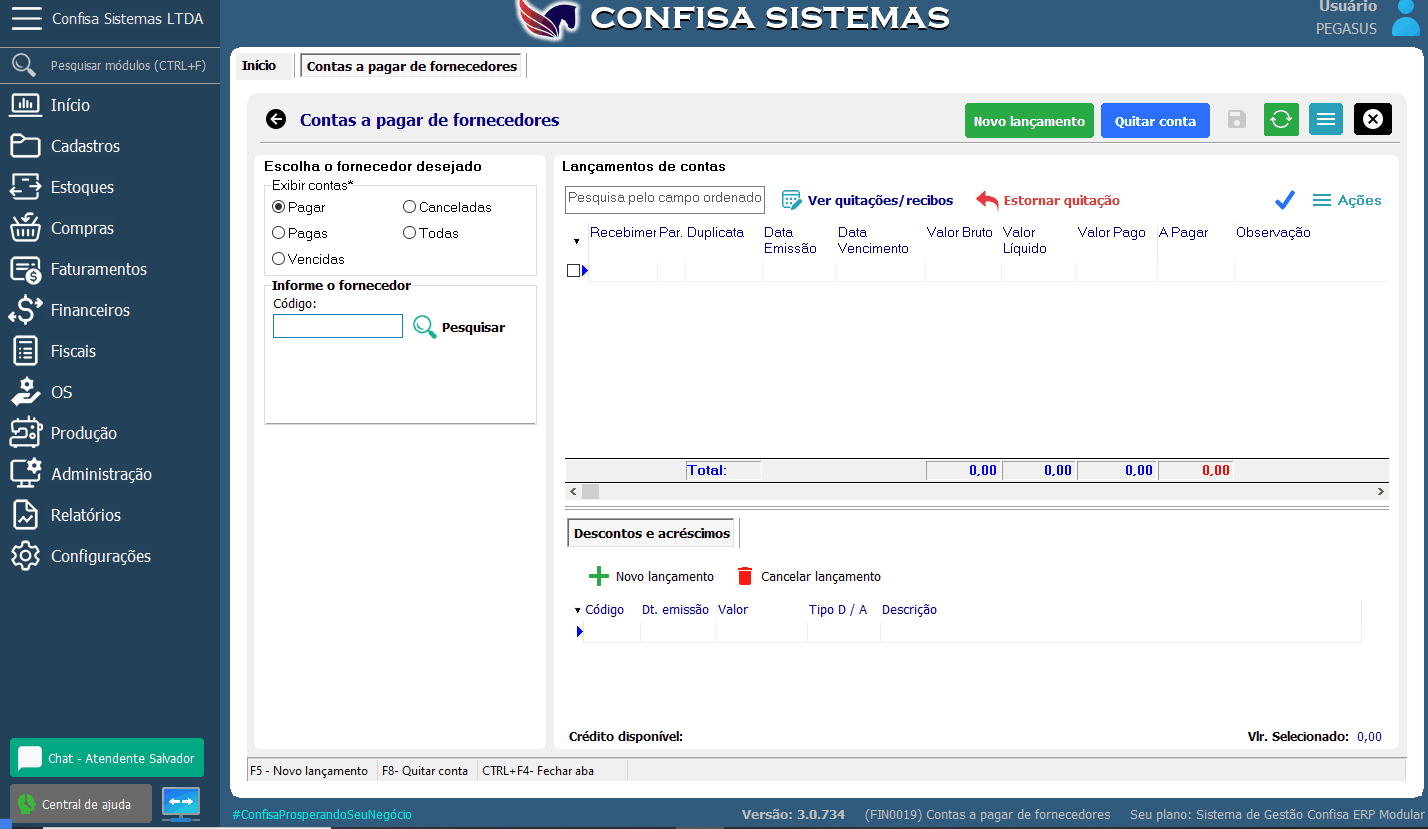 Confisa Sistemas LTDA
CONFISA SISTEMAS
Usuário
PEGASUS
Pesquisar módulos (CTRL+F)
Início
Cadastros
Estoques
Compras
Faturamentos
Financeiros
Fiscais
OS
Produção
Administração
Relatórios
Configurações
Chat - Atendente Salvador
Central de ajuda
Início
Contas a pagar de fornecedores
Contas a pagar de fornecedores
Novo lançamento
Quitar conta
Escolha o fornecedor desejado
Exibir contas*
Pagar
Canceladas
Pagas
Todas
Vencidas
Informe o fornecedor
Código:
Pesquisar
Lançamentos de contas
Pesquisa pelo campo ordenado
Ver quitações/recibos
Estornar quitação
Ações
Recebimer Par. Duplicata Data Emissão Data Vencimento Valor Bruto Valor Líquido Valor Pago A Pagar Observação
Total: 0,00 0,00 0,00 0,00
Descontos e acréscimos
Novo lançamento
Cancelar lançamento
Código Dt. emissão Valor Tipo D / A Descrição
Crédito disponível:
Vlr. Selecionado: 0,00
F5 - Novo lançamento F8- Quitar conta CTRL+F4- Fechar aba
#ConfisaProsperandoSeuNegócio
Versão: 3.0.734 (FIN0019) Contas a pagar de fornecedores Seu plano: Sistema de Gestão Confisa ERP Modular